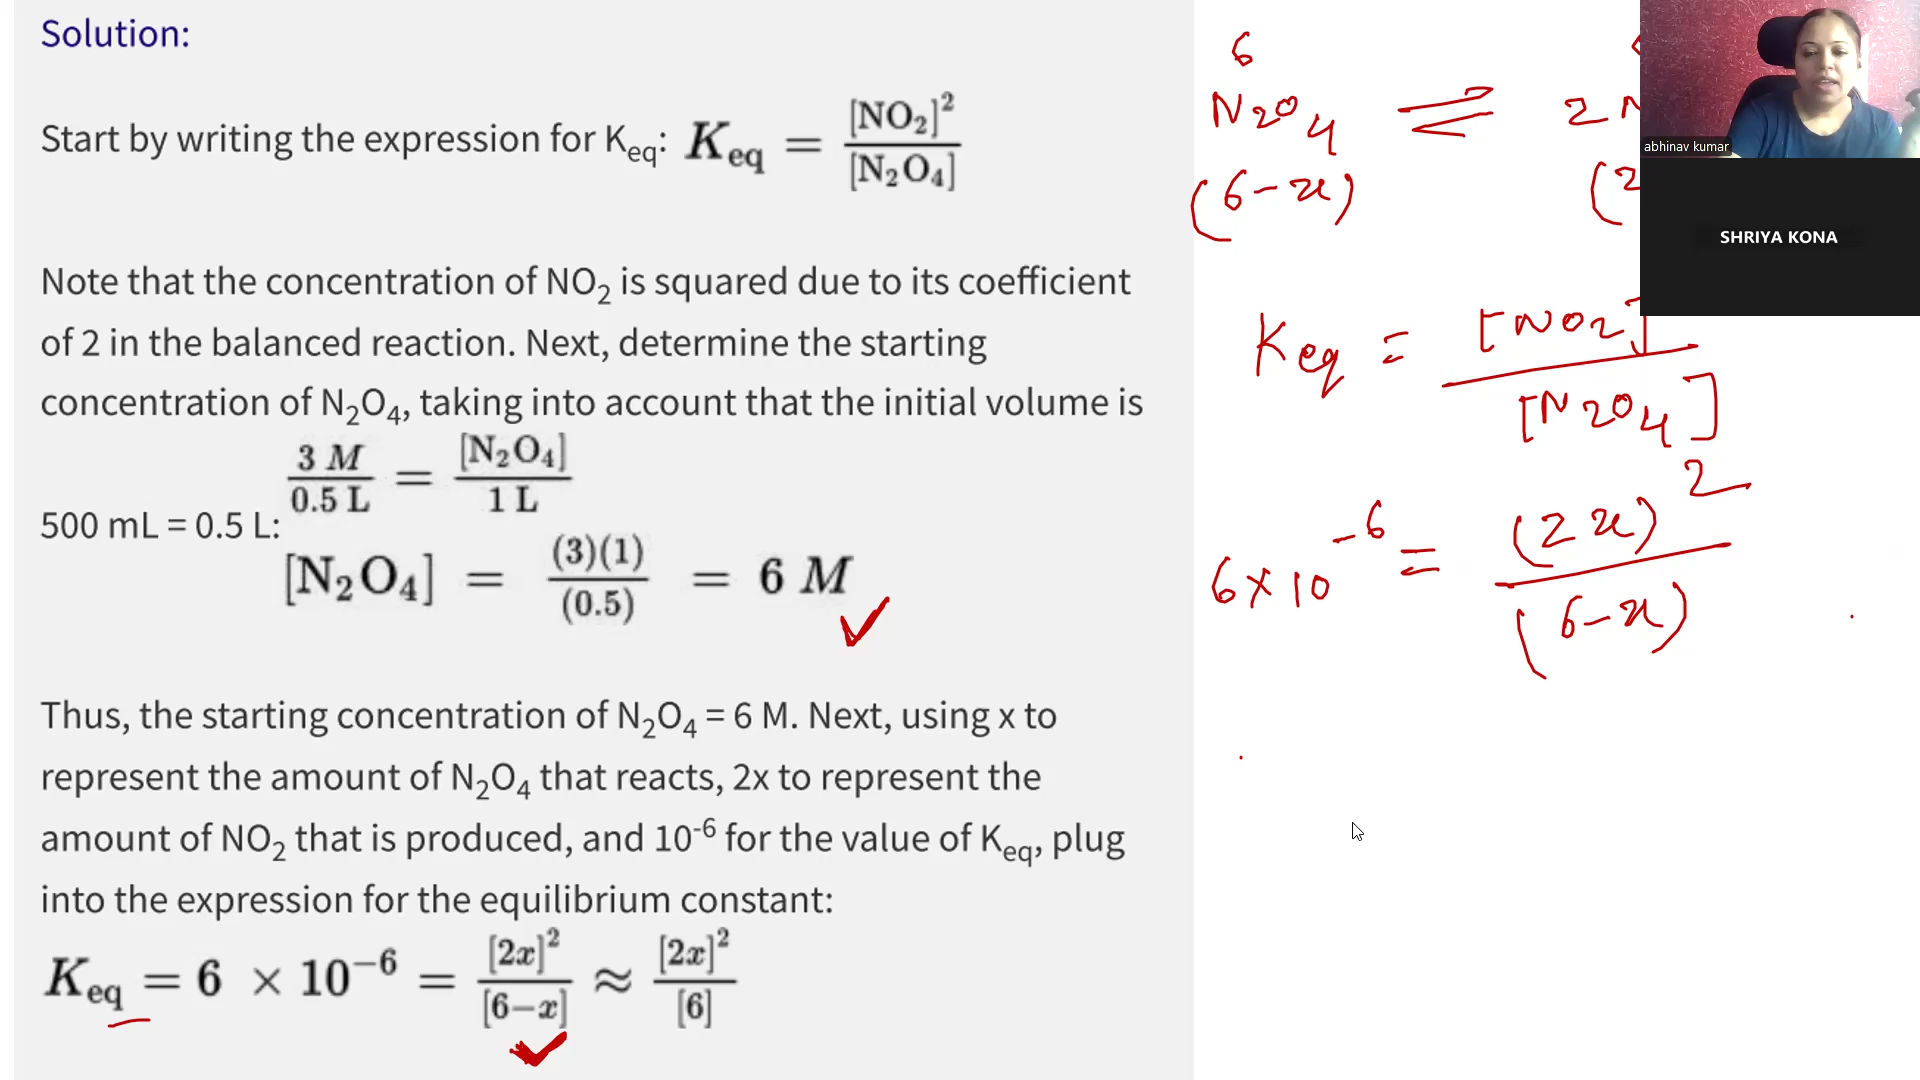 Solution:
Start by writing the expression for Keq: Keq = [NO₂]² / [N₂O₄]
Note that the concentration of NO₂ is squared due to its coefficient
of 2 in the balanced reaction. Next, determine the starting
concentration of N₂O₄, taking into account that the initial volume is
500 mL = 0.5 L: 3 M / 0.5 L = [N₂O₄] / 1 L
[N₂O₄] = (3)(1) / (0.5) = 6 M
Thus, the starting concentration of N₂O₄ = 6 M. Next, using x to
represent the amount of N₂O₄ that reacts, 2x to represent the
amount of NO₂ that is produced, and 10⁻⁶ for the value of Keq, plug
into the expression for the equilibrium constant:
Keq = 6 × 10⁻⁶ = [2x]² / [6−x] ≈ [2x]² / [6]
6
N₂O₄ ⇌ 2N
(6−x) (2
Keq = [NO₂] / [N₂O₄]
6×10⁻⁶ = (2x)² / (6−x)
abhinav kumar
SHRIYA KONA